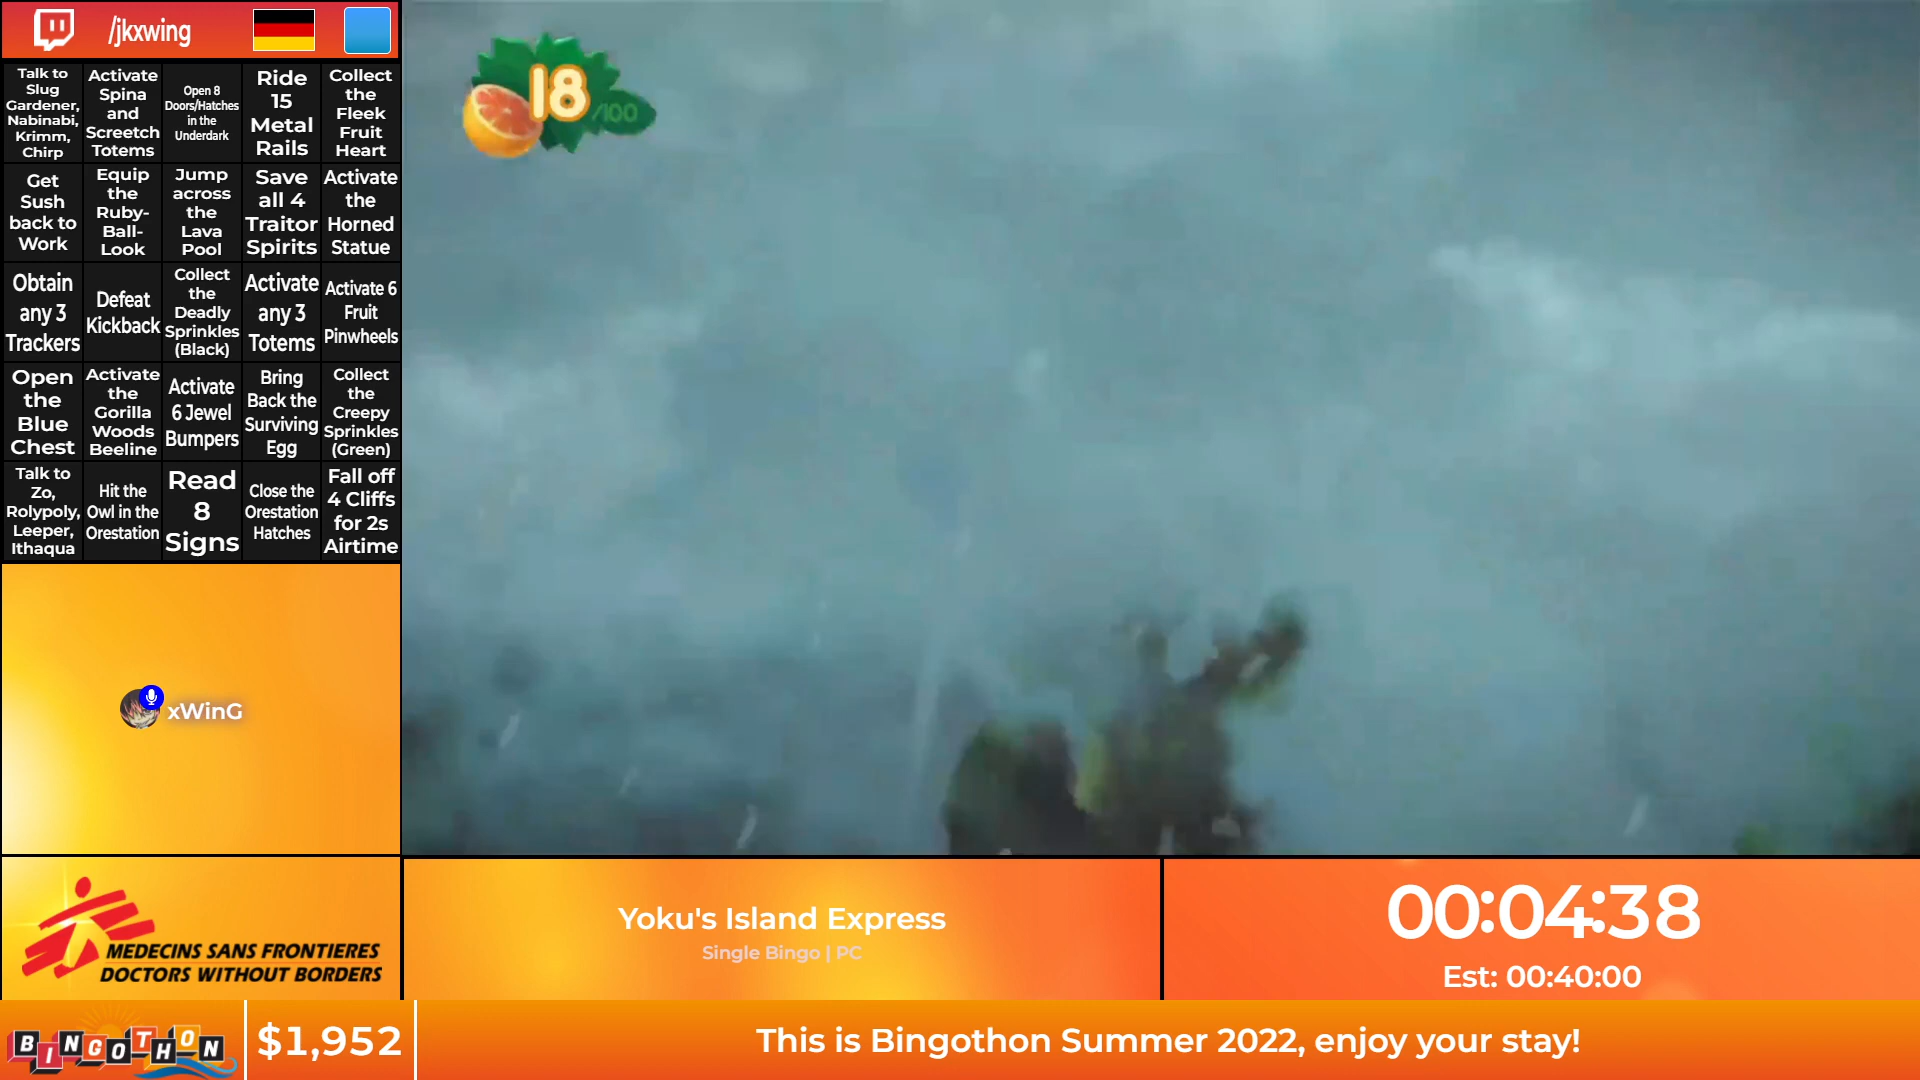 /jkxwing
Talk to
Slug
Gardener,
Nabinabi,
Krimm,
Chirp
Activate
Spina
and
Screetch
Totems
Open 8
Doors/Hatches
in the
Underdark
Ride
15
Metal
Rails
Collect
the
Fleek
Fruit
Heart
Get
Sush
back to
Work
Equip
the
Ruby-
Ball-
Look
Jump
across
the
Lava
Pool
Save
all 4
Traitor
Spirits
Activate
the
Horned
Statue
Obtain
any 3
Trackers
Defeat
Kickback
Collect
the
Deadly
Sprinkles
(Black)
Activate
any 3
Totems
Activate 6
Fruit
Pinwheels
Open
the
Blue
Chest
Activate
the
Gorilla
Woods
Beeline
Activate
6 Jewel
Bumpers
Bring
Back the
Surviving
Egg
Collect
the
Creepy
Sprinkles
(Green)
Talk to
Zo,
Rolypoly,
Leeper,
Ithaqua
Hit the
Owl in the
Orestation
Read
8
Signs
Close the
Orestation
Hatches
Fall off
4 Cliffs
for 2s
Airtime
18/100
xWinG
MEDECINS SANS FRONTIERES
DOCTORS WITHOUT BORDERS
Yoku's Island Express
Single Bingo | PC
00:04:38
Est: 00:40:00
BINGOTHON
$1,952
This is Bingothon Summer 2022, enjoy your stay!